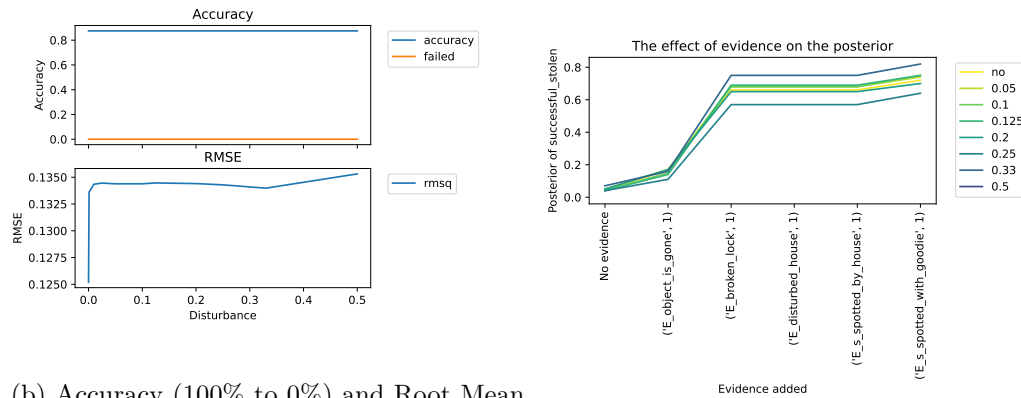 Accuracy
0.8
0.6
0.4
0.2
0.0
Accuracy
accuracy
failed
RMSE
0.1350
0.1325
0.1300
0.1275
0.1250
RMSE
rmsq
0.0 0.1 0.2 0.3 0.4 0.5
Disturbance
The effect of evidence on the posterior
0.8
0.6
0.4
0.2
0.0
Posterior of successful_stolen
No evidence
('E_object_is_gone', 1)
('E_broken_lock', 1)
('E_disturbed_house', 1)
('E_s_spotted_by_house', 1)
('E_s_spotted_with_goodie', 1)
Evidence added
no
0.05
0.1
0.125
0.2
0.25
0.33
0.5
(b) Accuracy (100% to 0%) and Root Mean